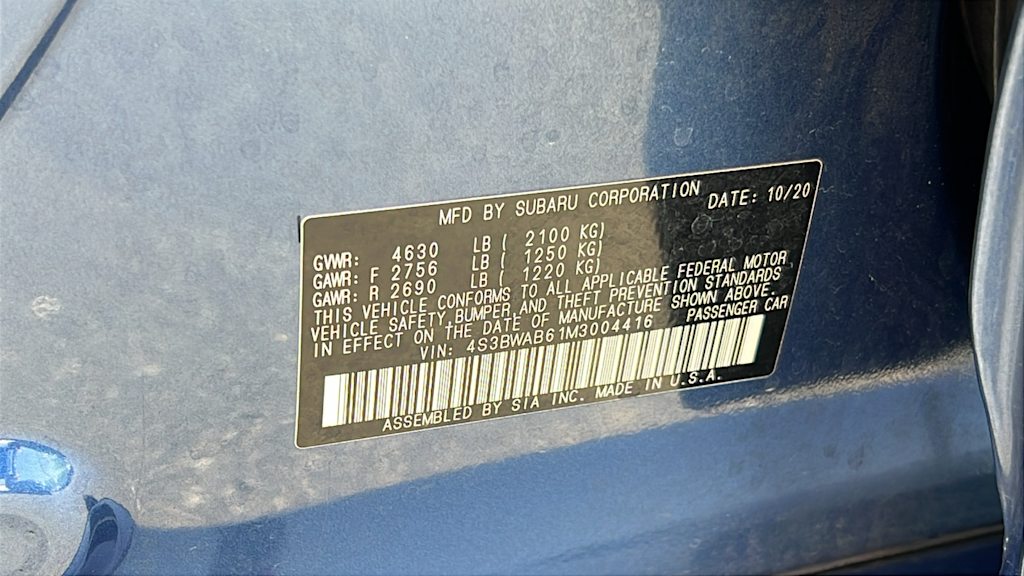 MFD BY SUBARU CORPORATION DATE: 10/20
GVWR: 4630 LB ( 2100 KG)
GAWR: F 2756 LB ( 1250 KG)
GAWR: R 2690 LB ( 1220 KG)
THIS VEHICLE CONFORMS TO ALL APPLICABLE FEDERAL MOTOR
VEHICLE SAFETY, BUMPER, AND THEFT PREVENTION STANDARDS
IN EFFECT ON THE DATE OF MANUFACTURE SHOWN ABOVE.
VIN: 4S3BWAB61M3004416 PASSENGER CAR
ASSEMBLED BY SIA INC. MADE IN U.S.A.